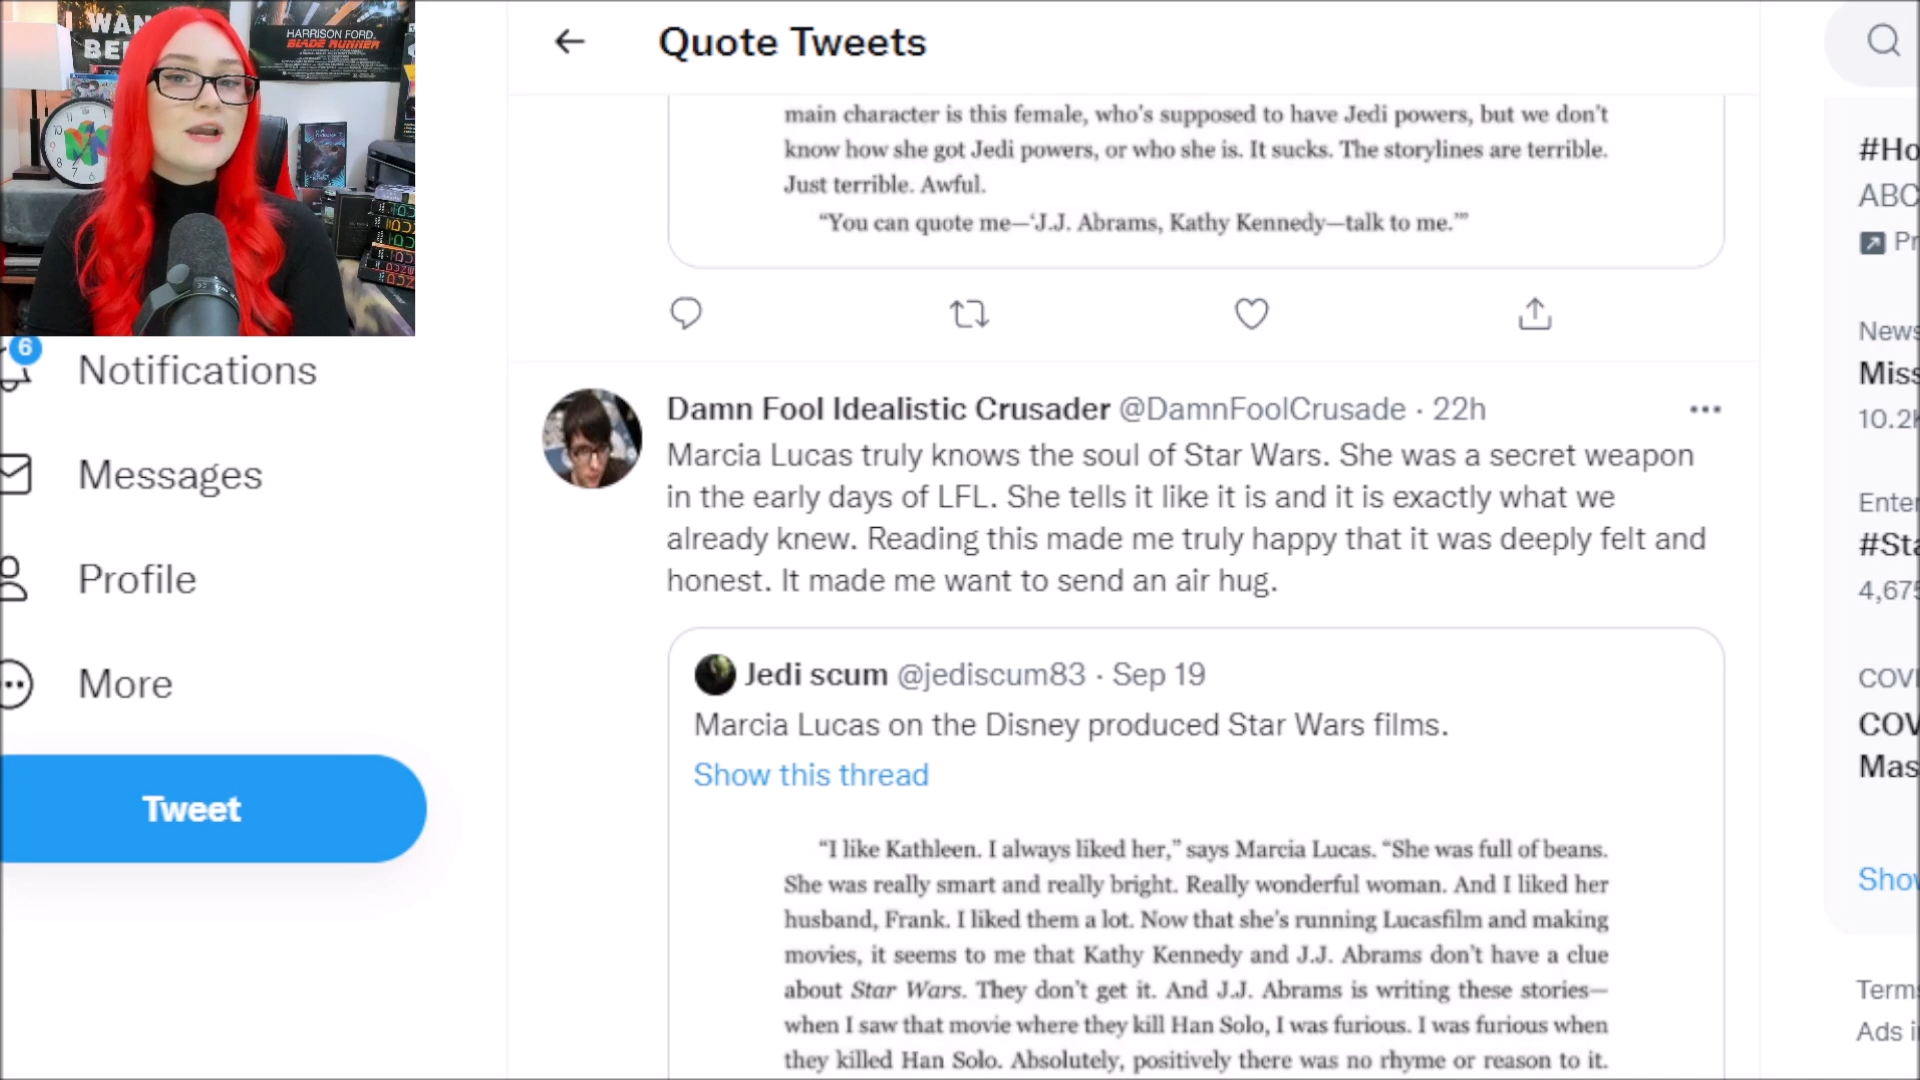 WAN
BE
HARRISON FORD.
BLADE RUNNER
Quote Tweets
main character is this female, who's supposed to have Jedi powers, but we don't
know how she got Jedi powers, or who she is. It sucks. The storylines are terrible.
Just terrible. Awful.
“You can quote me—‘J.J. Abrams, Kathy Kennedy—talk to me.’”
6
Notifications
Messages
Profile
More
Tweet
Damn Fool Idealistic Crusader @DamnFoolCrusade · 22h
Marcia Lucas truly knows the soul of Star Wars. She was a secret weapon
in the early days of LFL. She tells it like it is and it is exactly what we
already knew. Reading this made me truly happy that it was deeply felt and
honest. It made me want to send an air hug.
Jedi scum @jediscum83 · Sep 19
Marcia Lucas on the Disney produced Star Wars films.
Show this thread
“I like Kathleen. I always liked her,” says Marcia Lucas. “She was full of beans.
She was really smart and really bright. Really wonderful woman. And I liked her
husband, Frank. I liked them a lot. Now that she's running Lucasfilm and making
movies, it seems to me that Kathy Kennedy and J.J. Abrams don't have a clue
about Star Wars. They don't get it. And J.J. Abrams is writing these stories—
when I saw that movie where they kill Han Solo, I was furious. I was furious when
they killed Han Solo. Absolutely, positively there was no rhyme or reason to it.
#Ho
ABC
Pr
News
Miss
10.2K
Enter
#Sta
4,675
COVI
COV
Mas
Show
Terms
Ads i